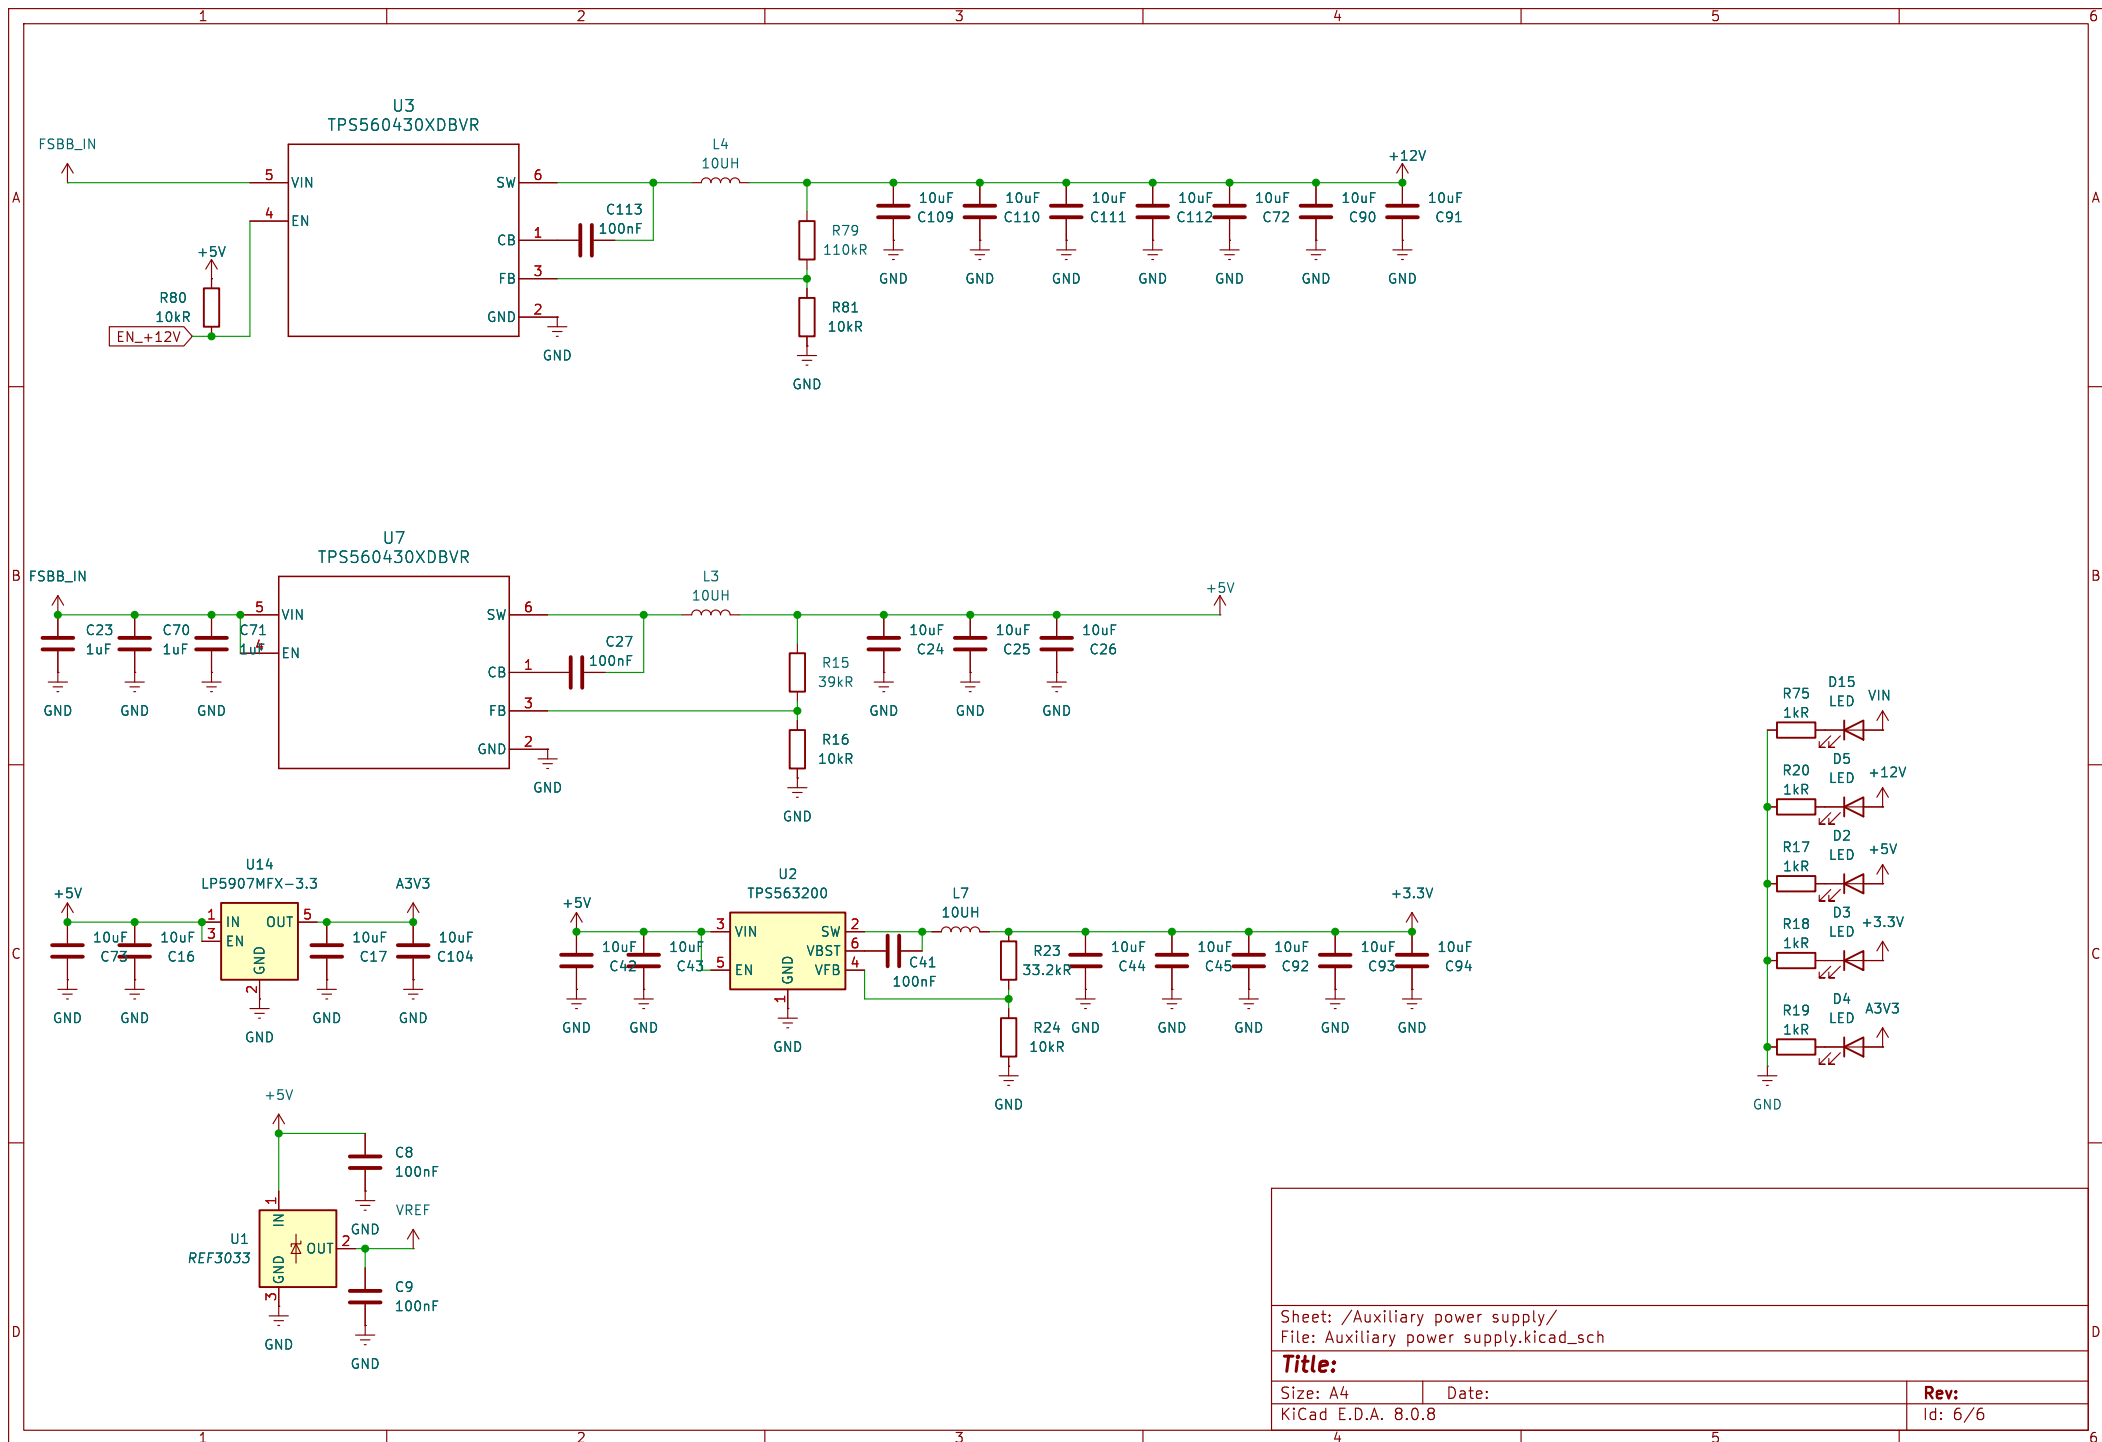 1 2 3 4 5 6
A A
B B
C C
D D
U3
TPS560430XDBVR
FSBB_IN
5 VIN
4 EN
SW 6
CB 1
FB 3
GND 2
GND
+5V
R80
10kR
EN_+12V
C113
100nF
L4
10UH
R79
110kR
R81
10kR
GND
+12V
10uF
C109
GND
10uF
C110
GND
10uF
C111
GND
10uF
C112
GND
10uF
C72
GND
10uF
C90
GND
10uF
C91
GND
U7
TPS560430XDBVR
FSBB_IN
C23
1uF
GND
C70
1uF
GND
C71
1uF
GND
5 VIN
4 EN
SW 6
CB 1
FB 3
GND 2
GND
C27
100nF
L3
10UH
R15
39kR
R16
10kR
GND
10uF
C24
GND
10uF
C25
GND
10uF
C26
GND
+5V
R75
1kR
D15
LED
VIN
R20
1kR
D5
LED
+12V
R17
1kR
D2
LED
+5V
R18
1kR
D3
LED
+3.3V
R19
1kR
D4
LED
A3V3
GND
U14
LP5907MFX-3.3
+5V
10uF
C73
GND
10uF
C16
GND
1 IN
3 EN
OUT 5
GND
2
GND
10uF
C17
GND
A3V3
10uF
C104
GND
U2
TPS563200
+5V
10uF
C42
GND
10uF
C43
GND
3 VIN
5 EN
SW 2
VBST 6
VFB 4
GND
1
GND
C41
100nF
L7
10UH
R23
33.2kR
R24
10kR
GND
10uF
C44
GND
10uF
C45
GND
10uF
C92
GND
10uF
C93
GND
+3.3V
10uF
C94
GND
+5V
C8
100nF
GND
U1
REF3033
1
IN
OUT 2
GND
3
GND
VREF
C9
100nF
GND
Sheet: /Auxiliary power supply/
File: Auxiliary power supply.kicad_sch
Title:
Size: A4 Date: Rev:
KiCad E.D.A. 8.0.8 Id: 6/6
1 2 3 4 5 6